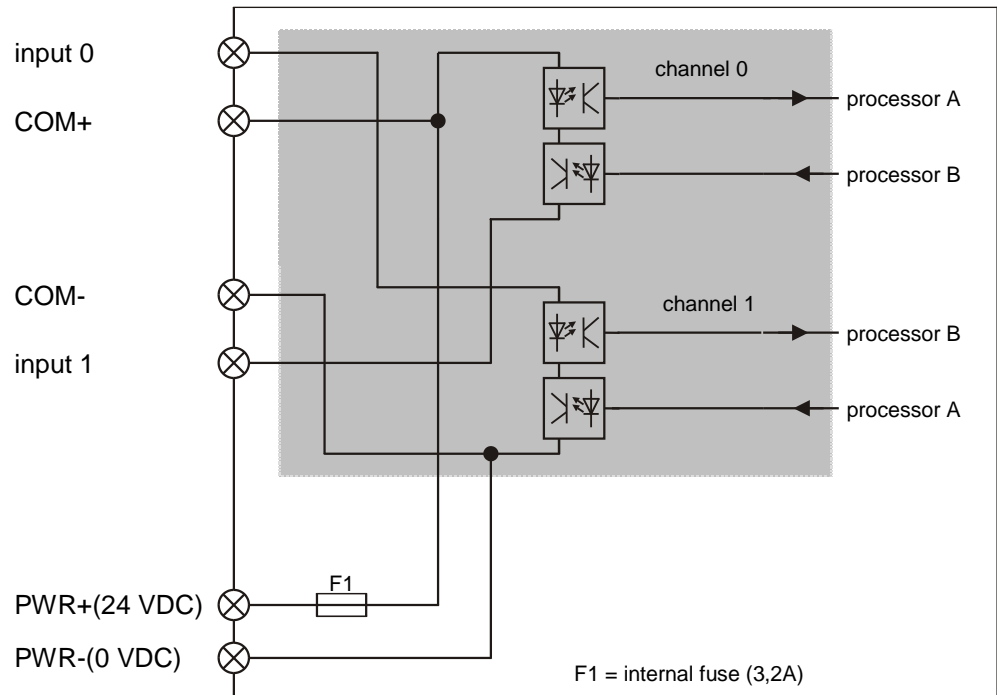 input 0
COM+
COM-
input 1
PWR+(24 VDC)
PWR-(0 VDC)
F1
channel 0
processor A
processor B
channel 1
processor B
processor A
F1 = internal fuse (3,2A)